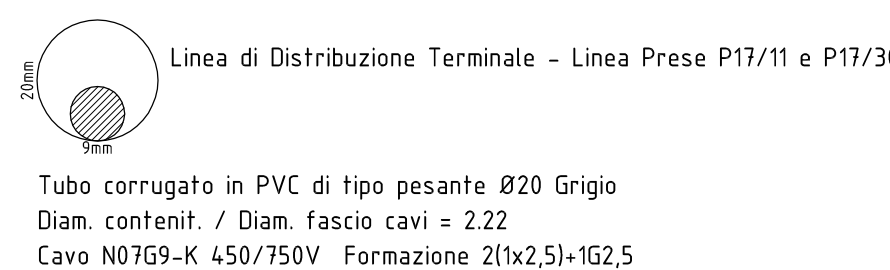 Linea di Distribuzione Terminale - Linea Prese P17/11 e P17/30
20mm
9mm
Tubo corrugato in PVC di tipo pesante Ø20 Grigio
Diam. contenit. / Diam. fascio cavi = 2.22
Cavo N07G9-K 450/750V Formazione 2(1x2,5)+1G2,5